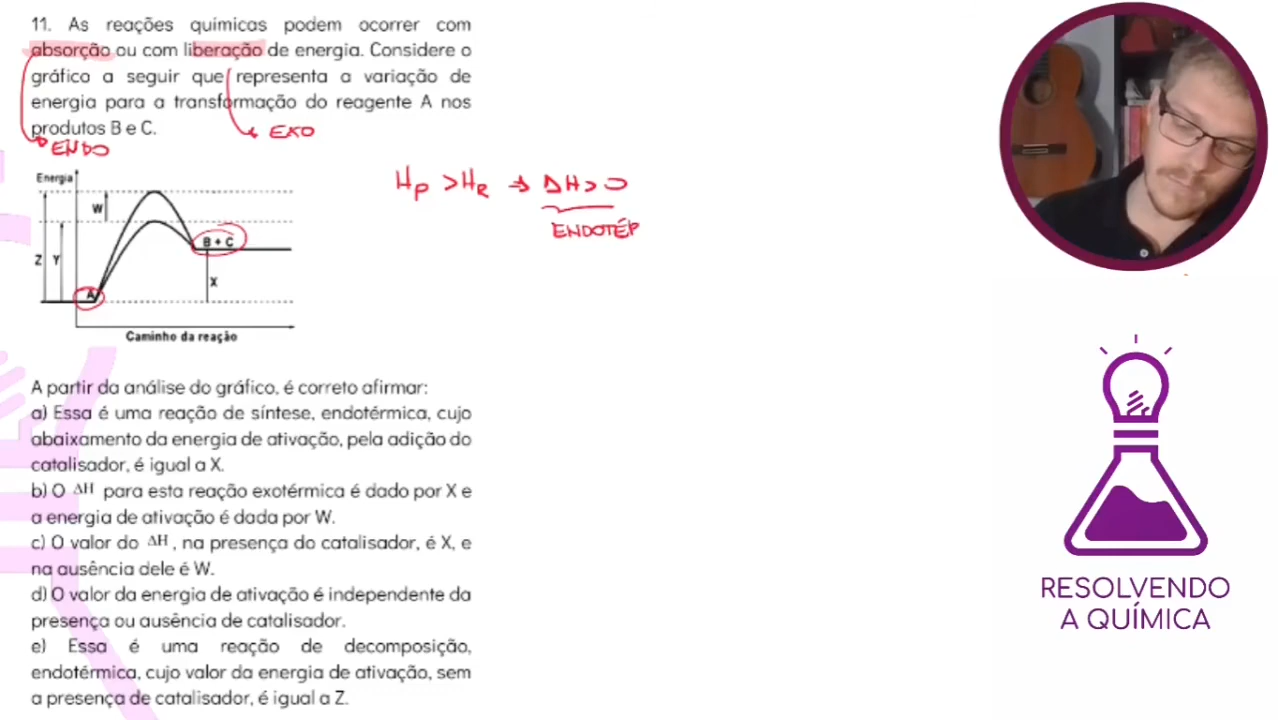 11. As reações químicas podem ocorrer com
absorção ou com liberação de energia. Considere o
gráfico a seguir que representa a variação de
energia para a transformação do reagente A nos
produtos B e C.
EXO
ENDO
Energia
W
B + C
Z
Y
X
A
Caminho da reação
Hp > HR → ΔH > 0
ENDOTÉR
A partir da análise do gráfico, é correto afirmar:
a) Essa é uma reação de síntese, endotérmica, cujo
abaixamento da energia de ativação, pela adição do
catalisador, é igual a X.
b) O ΔH para esta reação exotérmica é dado por X e
a energia de ativação é dada por W.
c) O valor do ΔH, na presença do catalisador, é X, e
na ausência dele é W.
d) O valor da energia de ativação é independente da
presença ou ausência de catalisador.
e) Essa é uma reação de decomposição,
endotérmica, cujo valor da energia de ativação, sem
a presença de catalisador, é igual a Z.
RESOLVENDO
A QUÍMICA